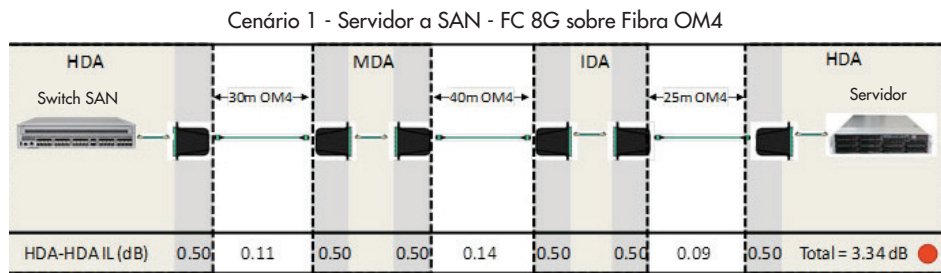 Cenário 1 - Servidor a SAN - FC 8G sobre Fibra OM4
HDA MDA IDA HDA
Switch SAN 30m OM4 40m OM4 25m OM4 Servidor
HDA-HDA IL (dB) 0.50 0.11 0.50 0.50 0.14 0.50 0.50 0.09 0.50 Total = 3.34 dB